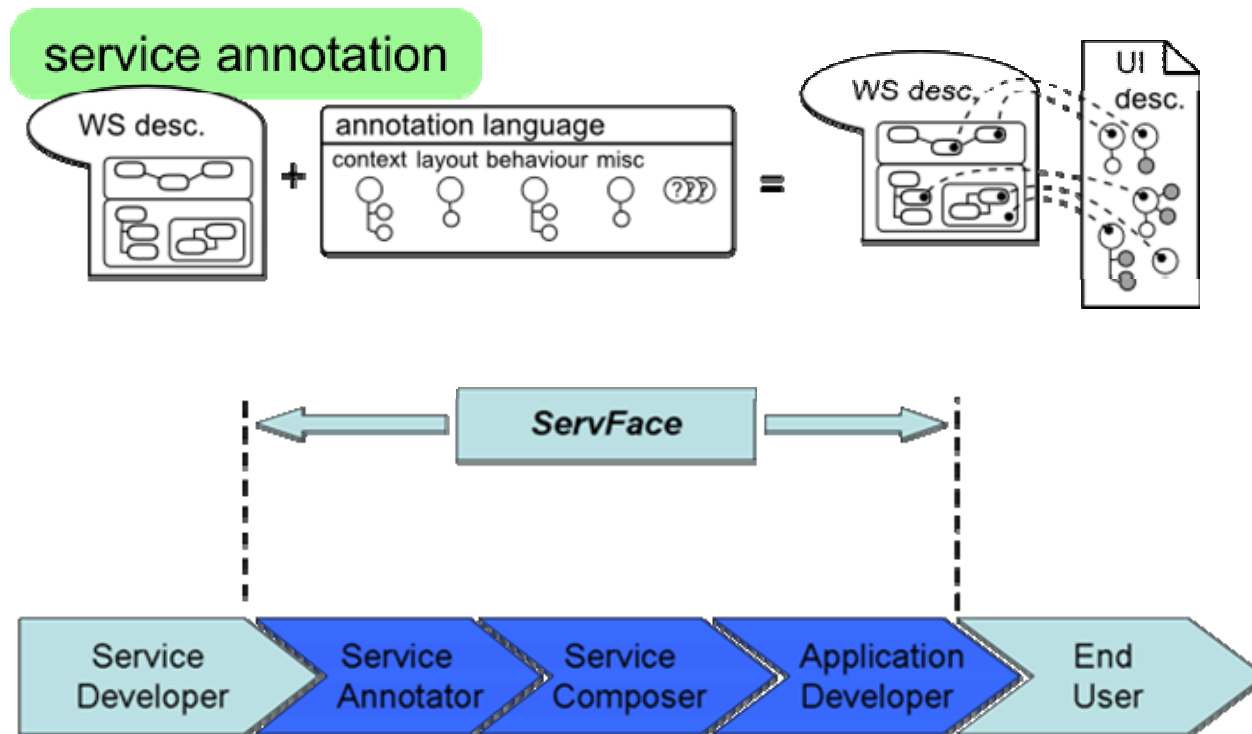 service annotation
WS desc.
+
annotation language
context layout behaviour misc
???
=
WS desc.
UI
desc.
ServFace
Service
Developer
Service
Annotator
Service
Composer
Application
Developer
End
User